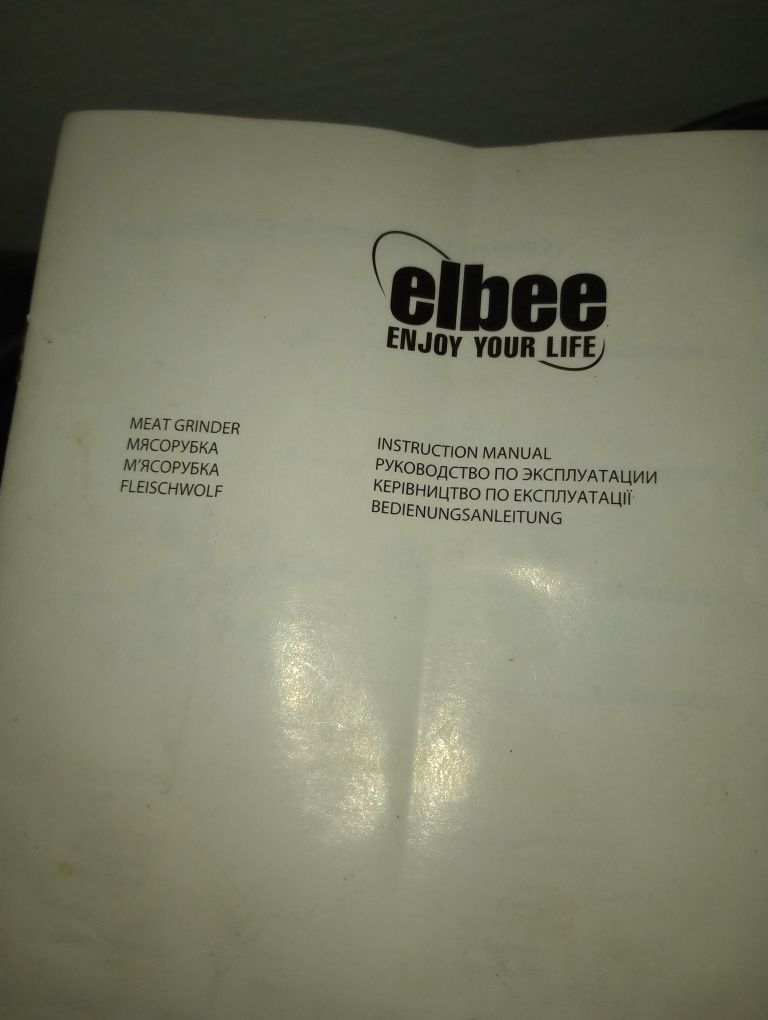 elbee
ENJOY YOUR LIFE
MEAT GRINDER
МЯСОРУБКА
М'ЯСОРУБКА
FLEISCHWOLF
INSTRUCTION MANUAL
РУКОВОДСТВО ПО ЭКСПЛУАТАЦИИ
КЕРІВНИЦТВО ПО ЕКСПЛУАТАЦІЇ
BEDIENUNGSANLEITUNG